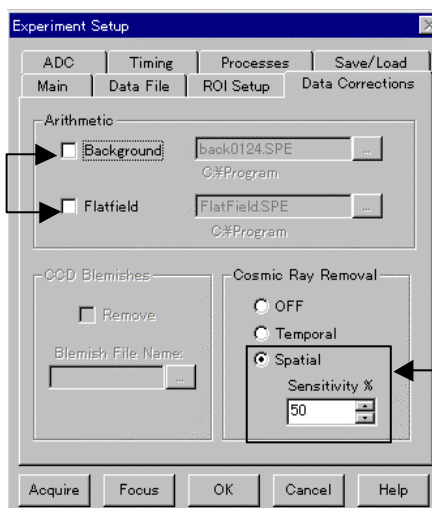 Experiment Setup
ADC Timing Processes Save/Load
Main Data File ROI Setup Data Corrections
Arithmetic
Background back0124.SPE ...
C:¥Program
Flatfield FlatField.SPE ...
C:¥Program
CCD Blemishes
Remove
Blemish File Name:
...
Cosmic Ray Removal
OFF
Temporal
Spatial
Sensitivity %
50
Acquire Focus OK Cancel Help